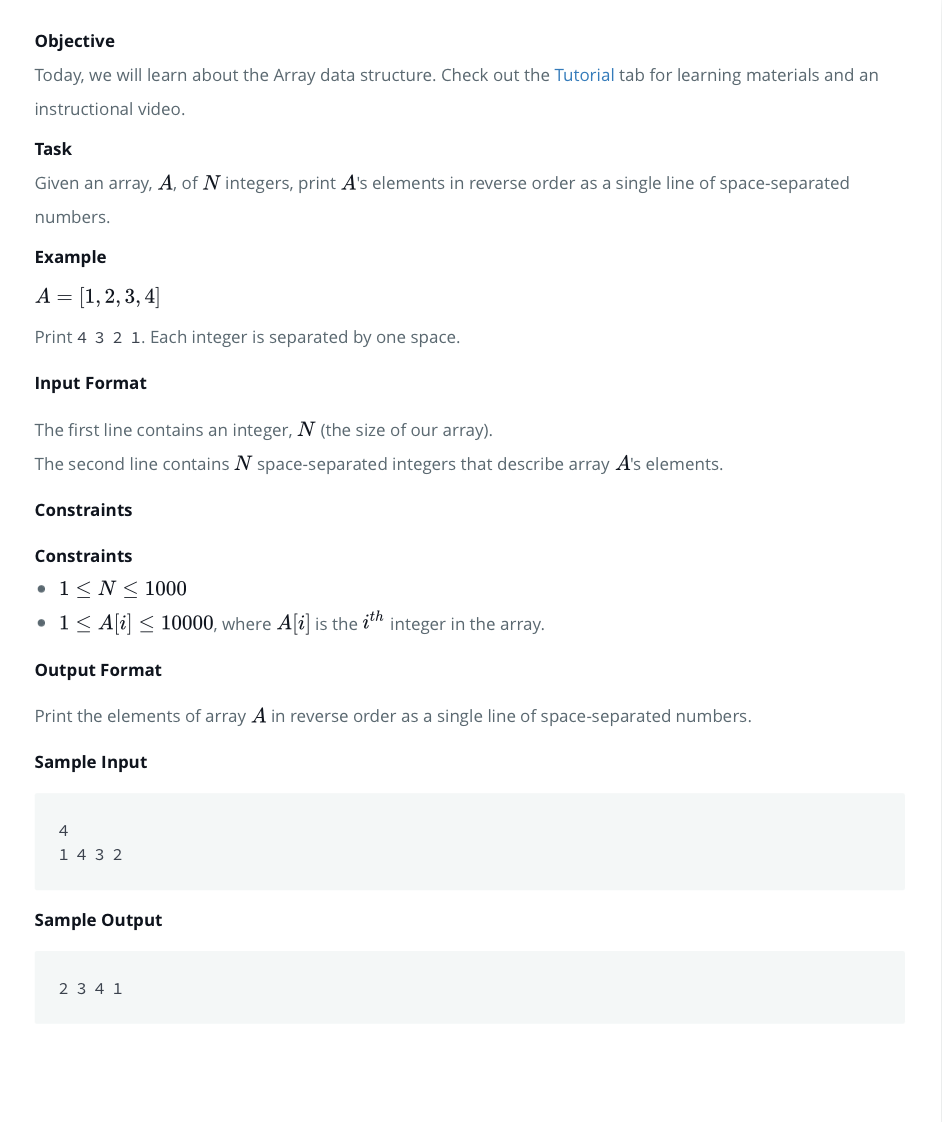 Objective
Today, we will learn about the Array data structure. Check out the Tutorial tab for learning materials and an
instructional video.
Task
Given an array, A, of N integers, print A's elements in reverse order as a single line of space-separated
numbers.
Example
A = [1, 2, 3, 4]
Print 4 3 2 1. Each integer is separated by one space.
Input Format
The first line contains an integer, N (the size of our array).
The second line contains N space-separated integers that describe array A's elements.
Constraints
Constraints
• 1 ≤ N ≤ 1000
• 1 ≤ A[i] ≤ 10000, where A[i] is the i^th integer in the array.
Output Format
Print the elements of array A in reverse order as a single line of space-separated numbers.
Sample Input
4
1 4 3 2
Sample Output
2 3 4 1